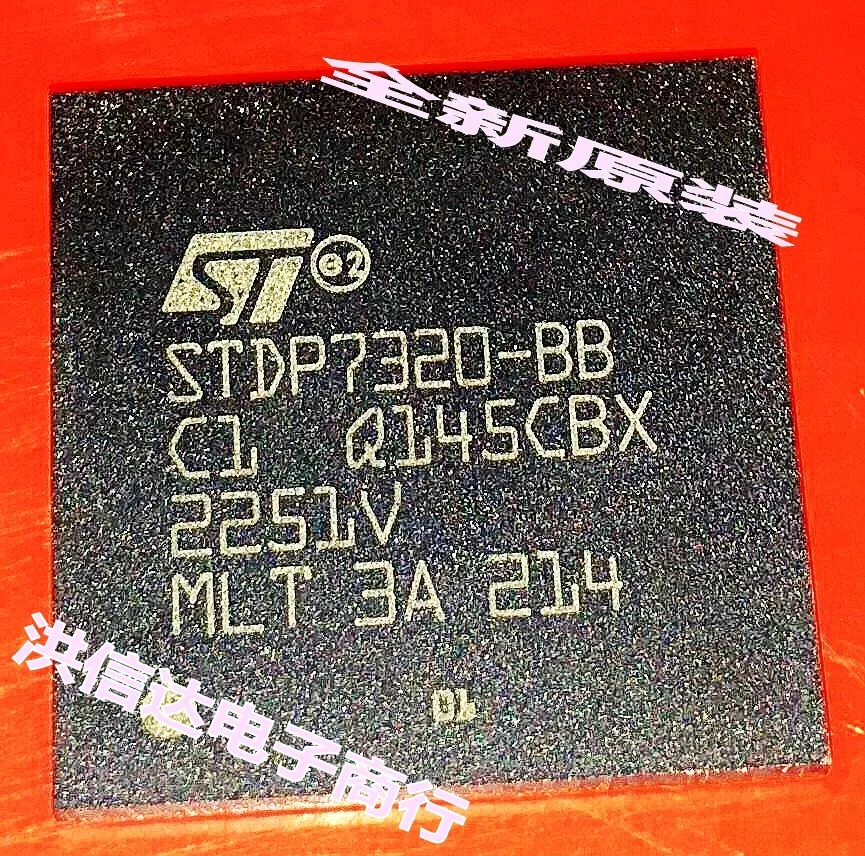 全新原装
ST e2
STDP7320-BB
C1 Q145CBX
2251V
MLT 3A 214
洪信达电子商行
01